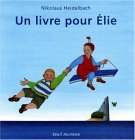 Nikolaus Heidelbach
Un livre pour Élie
Seuil Jeunesse